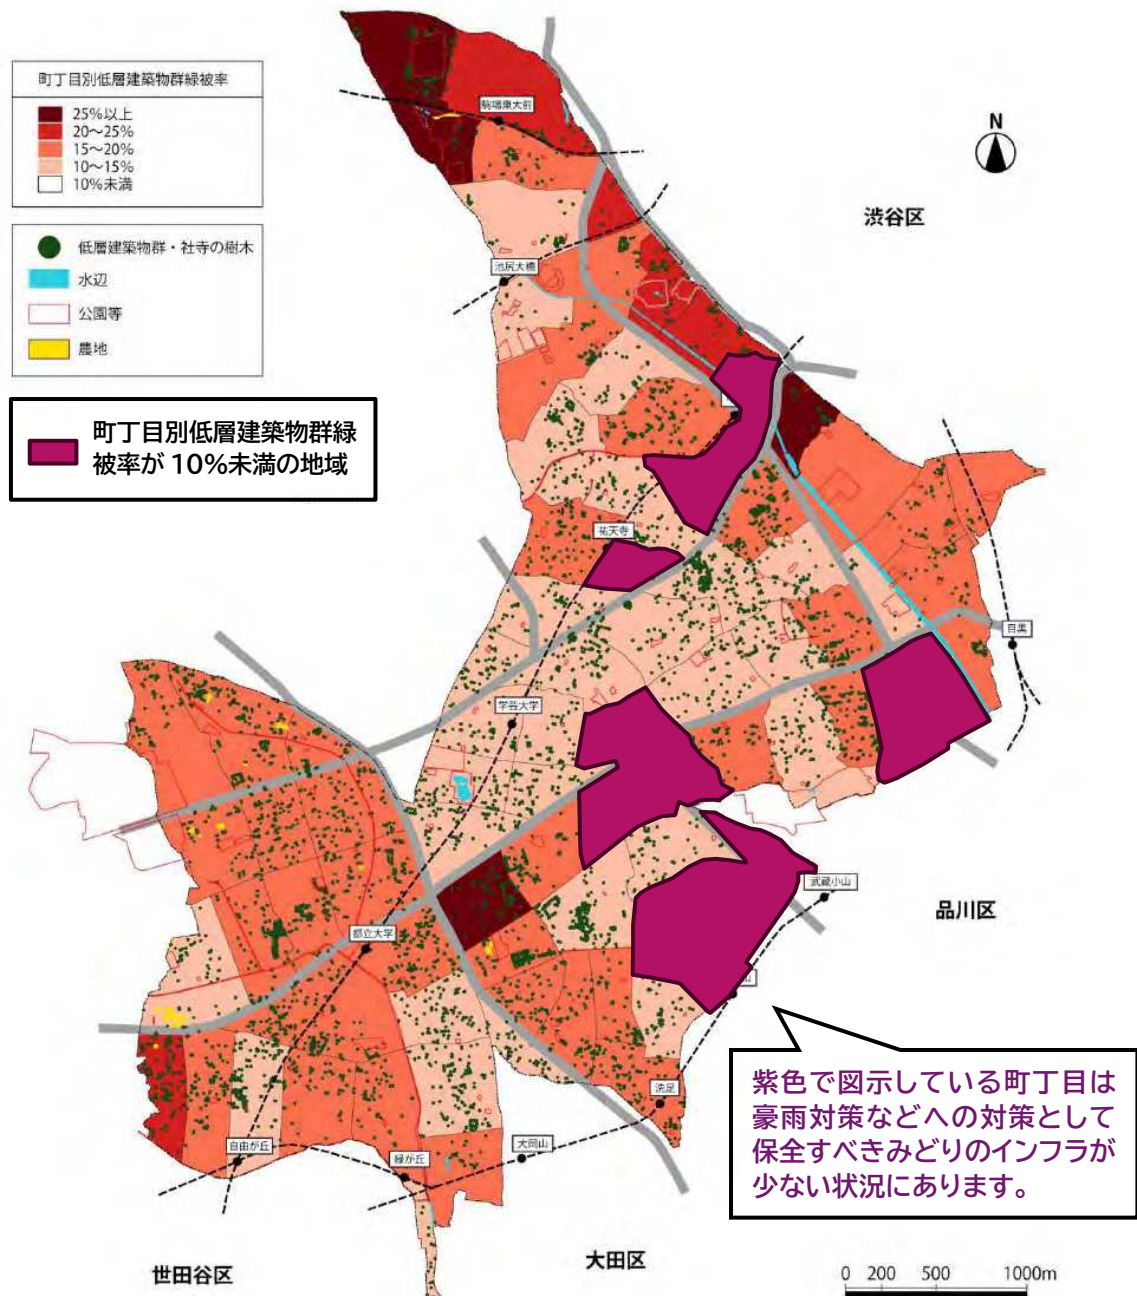 町丁目別低層建築物群緑被率
25%以上
20〜25%
15〜20%
10〜15%
10%未満
低層建築物群・社寺の樹木
水辺
公園等
農地
町丁目別低層建築物群緑
被率が10%未満の地域
N
渋谷区
駒場東大前
池尻大橋
祐天寺
目黒
学芸大学
武蔵小山
品川区
都立大学
山
洗足
紫色で図示している町丁目は
豪雨対策などへの対策として
保全すべきみどりのインフラが
少ない状況にあります。
自由が丘
緑が丘
大岡山
世田谷区
大田区
0 200 500 1000m